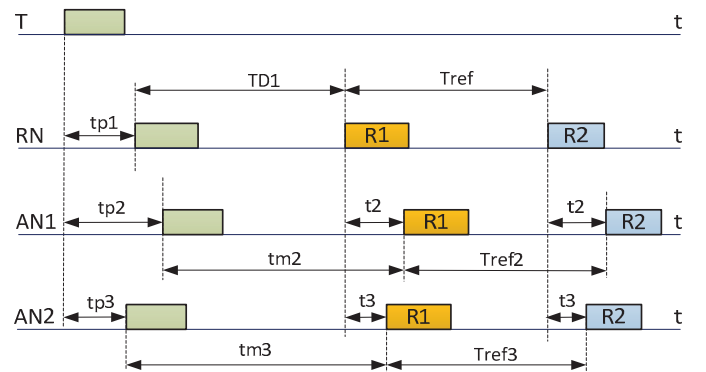 T t
TD1 Tref
tp1
RN R1 R2 t
tp2 t2 t2
AN1 R1 R2 t
tm2 Tref2
tp3 t3 t3
AN2 R1 R2 t
tm3 Tref3